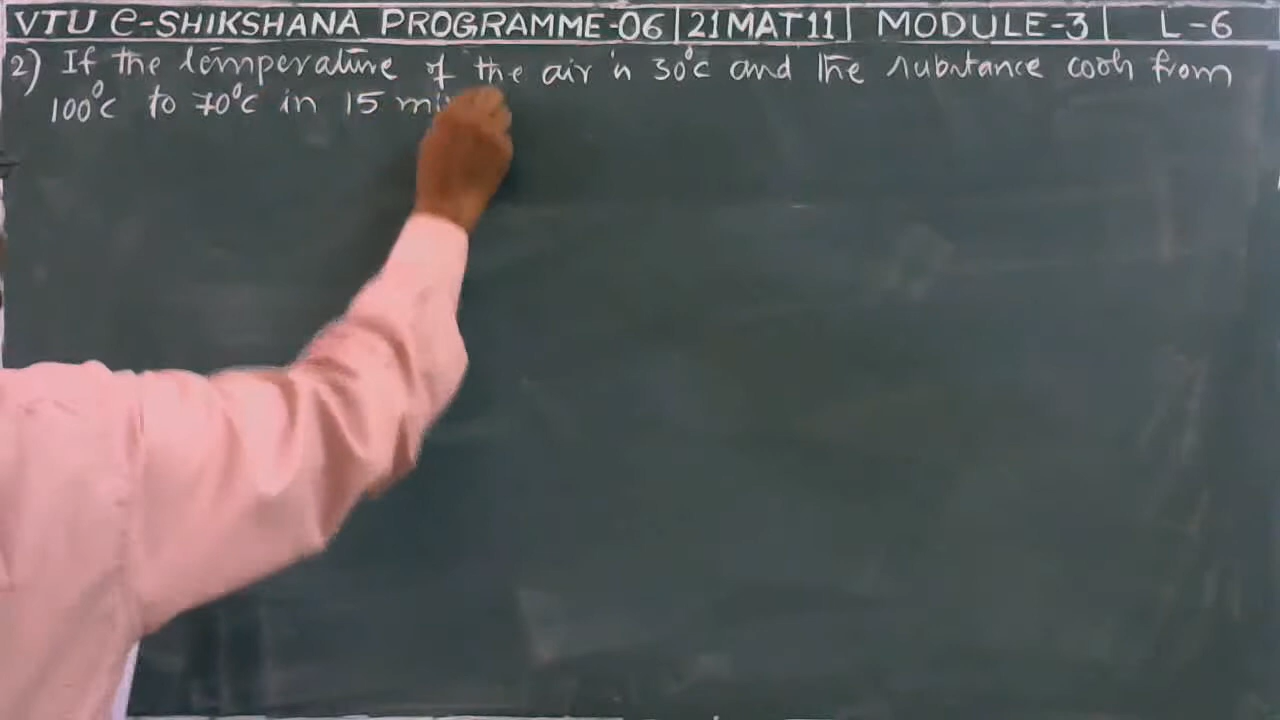 VTU e-SHIKSHANA PROGRAMME-06 | 21MAT11 | MODULE-3 | L-6
2) If the temperature of the air is 30°C and the substance cools from
100°C to 70°C in 15 mi